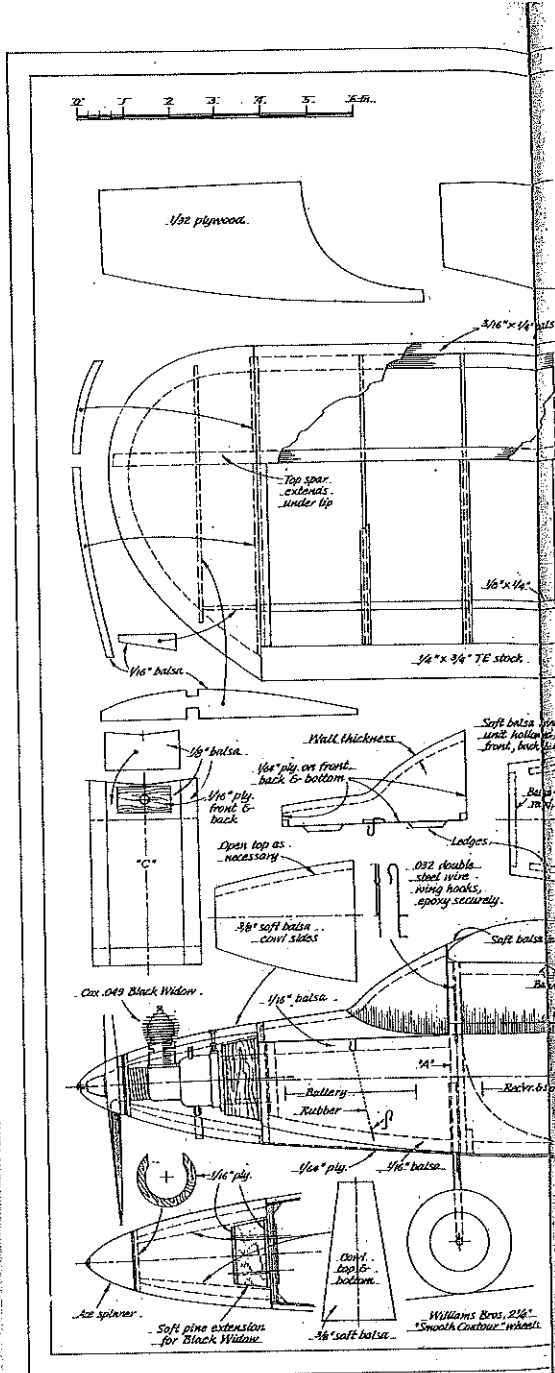 0" 1 2 3 4 5 6 in.
1/32 plywood
3/16" x 1/4" bals
Top spar
extends
under tip
1/8" x 1/4"
1/16" balsa
1/4" x 3/4" TE stock
Wall thickness
Soft balsa
unit
front, back
1/8" balsa
1/64" ply. on front
back & bottom
1/16" ply
front &
back
"C"
Ledges
Open top as
necessary
.032 double
steel wire
wing hooks,
epoxy securely
3/8" soft balsa
cowl sides
Soft balsa
Cox .049 Black Widow
1/16" balsa
"A"
Battery
Rubber
Rxcvr.
1/64" ply.
1/16" balsa
1/16" ply.
Cowl
top &
bottom
Ace spinner
Soft pine extension
for Black Widow
3/8" soft balsa
Williams Bros. 2 1/4"
"Smooth Contour" wheels